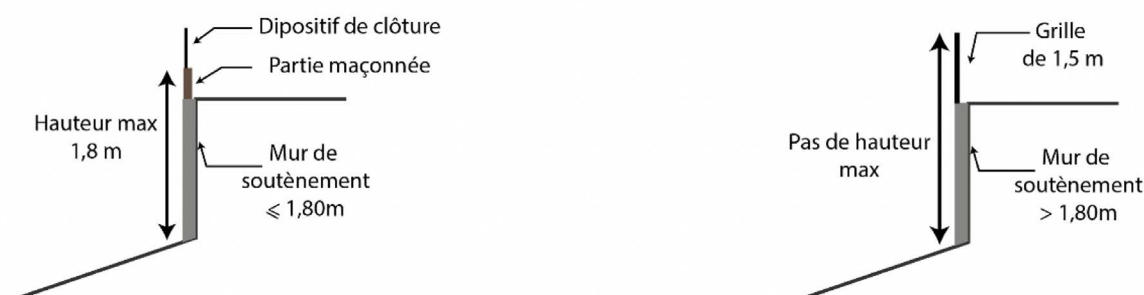 Dipositif de clôture
Partie maçonnée
Hauteur max
1,8 m
Mur de
soutènement
⩽ 1,80m
Grille
de 1,5 m
Pas de hauteur
max
Mur de
soutènement
> 1,80m